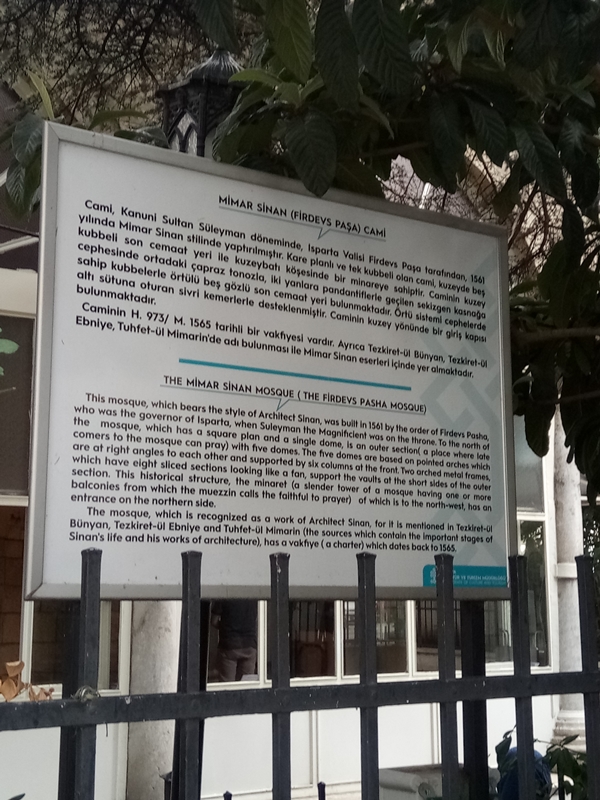 MİMAR SİNAN (FİRDEVS PAŞA) CAMİ
Cami, Kanuni Sultan Süleyman döneminde, Isparta Valisi Firdevs Paşa tarafından, 1561
yılında Mimar Sinan stilinde yaptırılmıştır. Kare planlı ve tek kubbeli olan cami, kuzeyde beş
kubbeli son cemaat yeri ile kuzeybatı köşesinde bir minareye sahiptir. Caminin kuzey
cephesinde ortadaki çapraz tonozla, iki yanlara pandantiflerle geçilen sekizgen kasnağa
sahip kubbelerle örtülü beş gözlü son cemaat yeri bulunmaktadır. Örtü sistemi cephelerde
altı sütuna oturan sivri kemerlerle desteklenmiştir. Caminin kuzey yönünde bir giriş kapısı
bulunmaktadır.
Caminin H. 973/ M. 1565 tarihli bir vakfiyesi vardır. Ayrıca Tezkiret-ül Bünyan, Tezkiret-ül
Ebniye, Tuhfet-ül Mimarin'de adı bulunması ile Mimar Sinan eserleri içinde yer almaktadır.
THE MİMAR SİNAN MOSQUE ( THE FİRDEVS PASHA MOSQUE)
This mosque, which bears the style of Architect Sinan, was built in 1561 by the order of Firdevs Pasha,
who was the governor of Isparta, when Suleyman the Magnificient was on the throne. To the north of
the mosque, which has a square plan and a single dome, is an outer section( a place where late
comers to the mosque can pray) with five domes. The five domes are based on pointed arches which
are at right angles to each other and supported by six columns at the front. Two arched metal frames,
which have eight sliced sections looking like a fan, support the vaults at the short sides of the outer
section. This historical structure, the minaret (a slender tower of a mosque having one or more
balconies from which the muezzin calls the faithful to prayer) of which is to the north-west, has an
entrance on the northern side.
The mosque, which is recognized as a work of Architect Sinan, for it is mentioned in Tezkiret-ül
Bünyan, Tezkiret-ül Ebniye and Tuhfet-ül Mimarin (the sources which contain the important stages of
Sinan's life and his works of architecture), has a vakfiye ( a charter) which dates back to 1565.